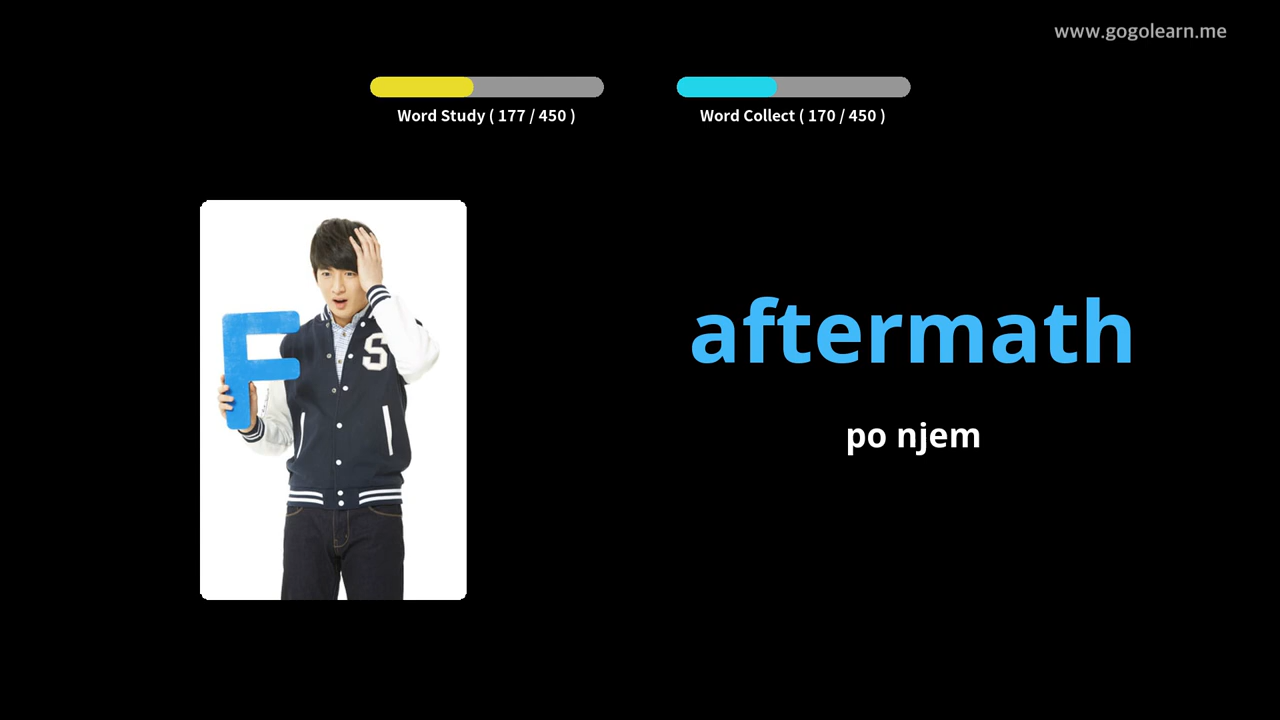 www.gogolearn.me
Word Study ( 177 / 450 )
Word Collect ( 170 / 450 )
F
S
aftermath
po njem